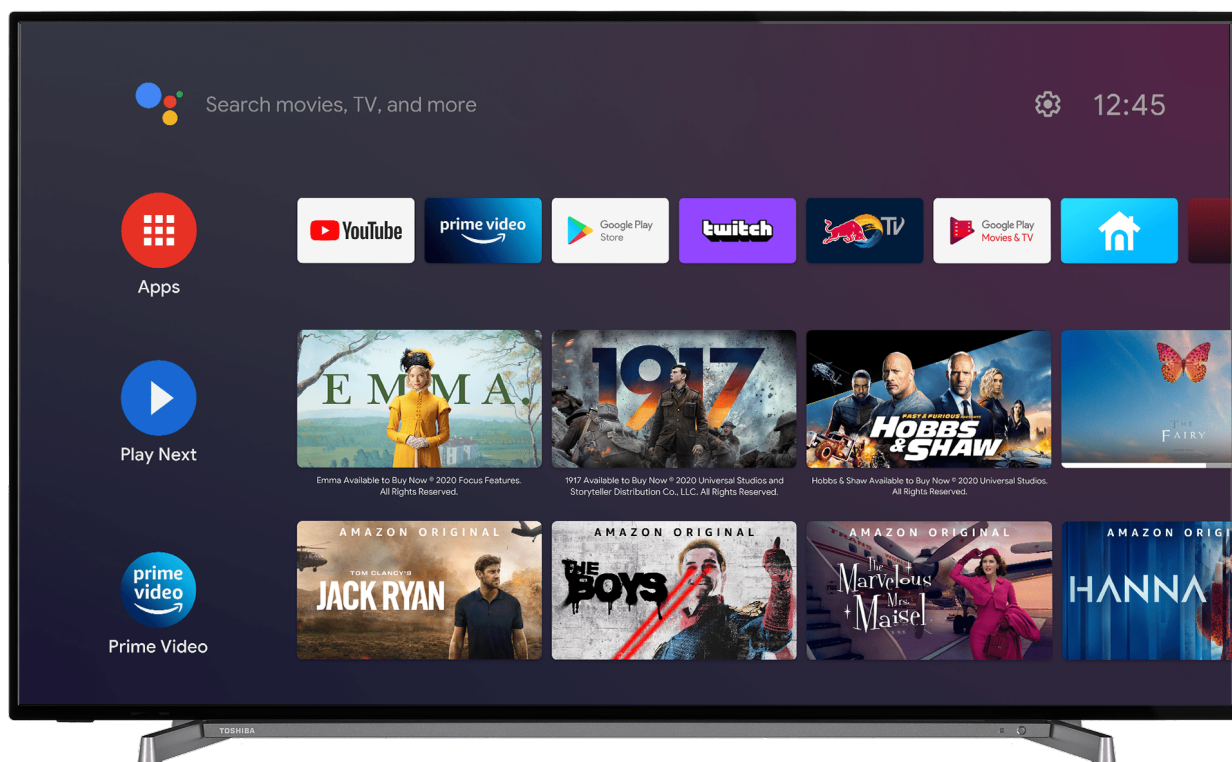 Search movies, TV, and more
12:45
YouTube
prime video
Google Play
Store
twitch
TV
Google Play
Movies & TV
Apps
EMMA.
1917
FAST & FURIOUS PRESENTS
HOBBS
& SHAW
THE
FAIRY
Play Next
Emma Available to Buy Now © 2020 Focus Features.
All Rights Reserved.
1917 Available to Buy Now © 2020 Universal Studios and
Storyteller Distribution Co., LLC. All Rights Reserved.
Hobbs & Shaw Available to Buy Now © 2020 Universal Studios.
All Rights Reserved.
prime
video
Prime Video
AMAZON ORIGINAL
TOM CLANCY'S
JACK RYAN
AMAZON ORIGINAL
THE
BOYS
AMAZON ORIGINAL
The
Marvelous
Mrs.
Maisel
AMAZON ORIGI
HANNA
TOSHIBA